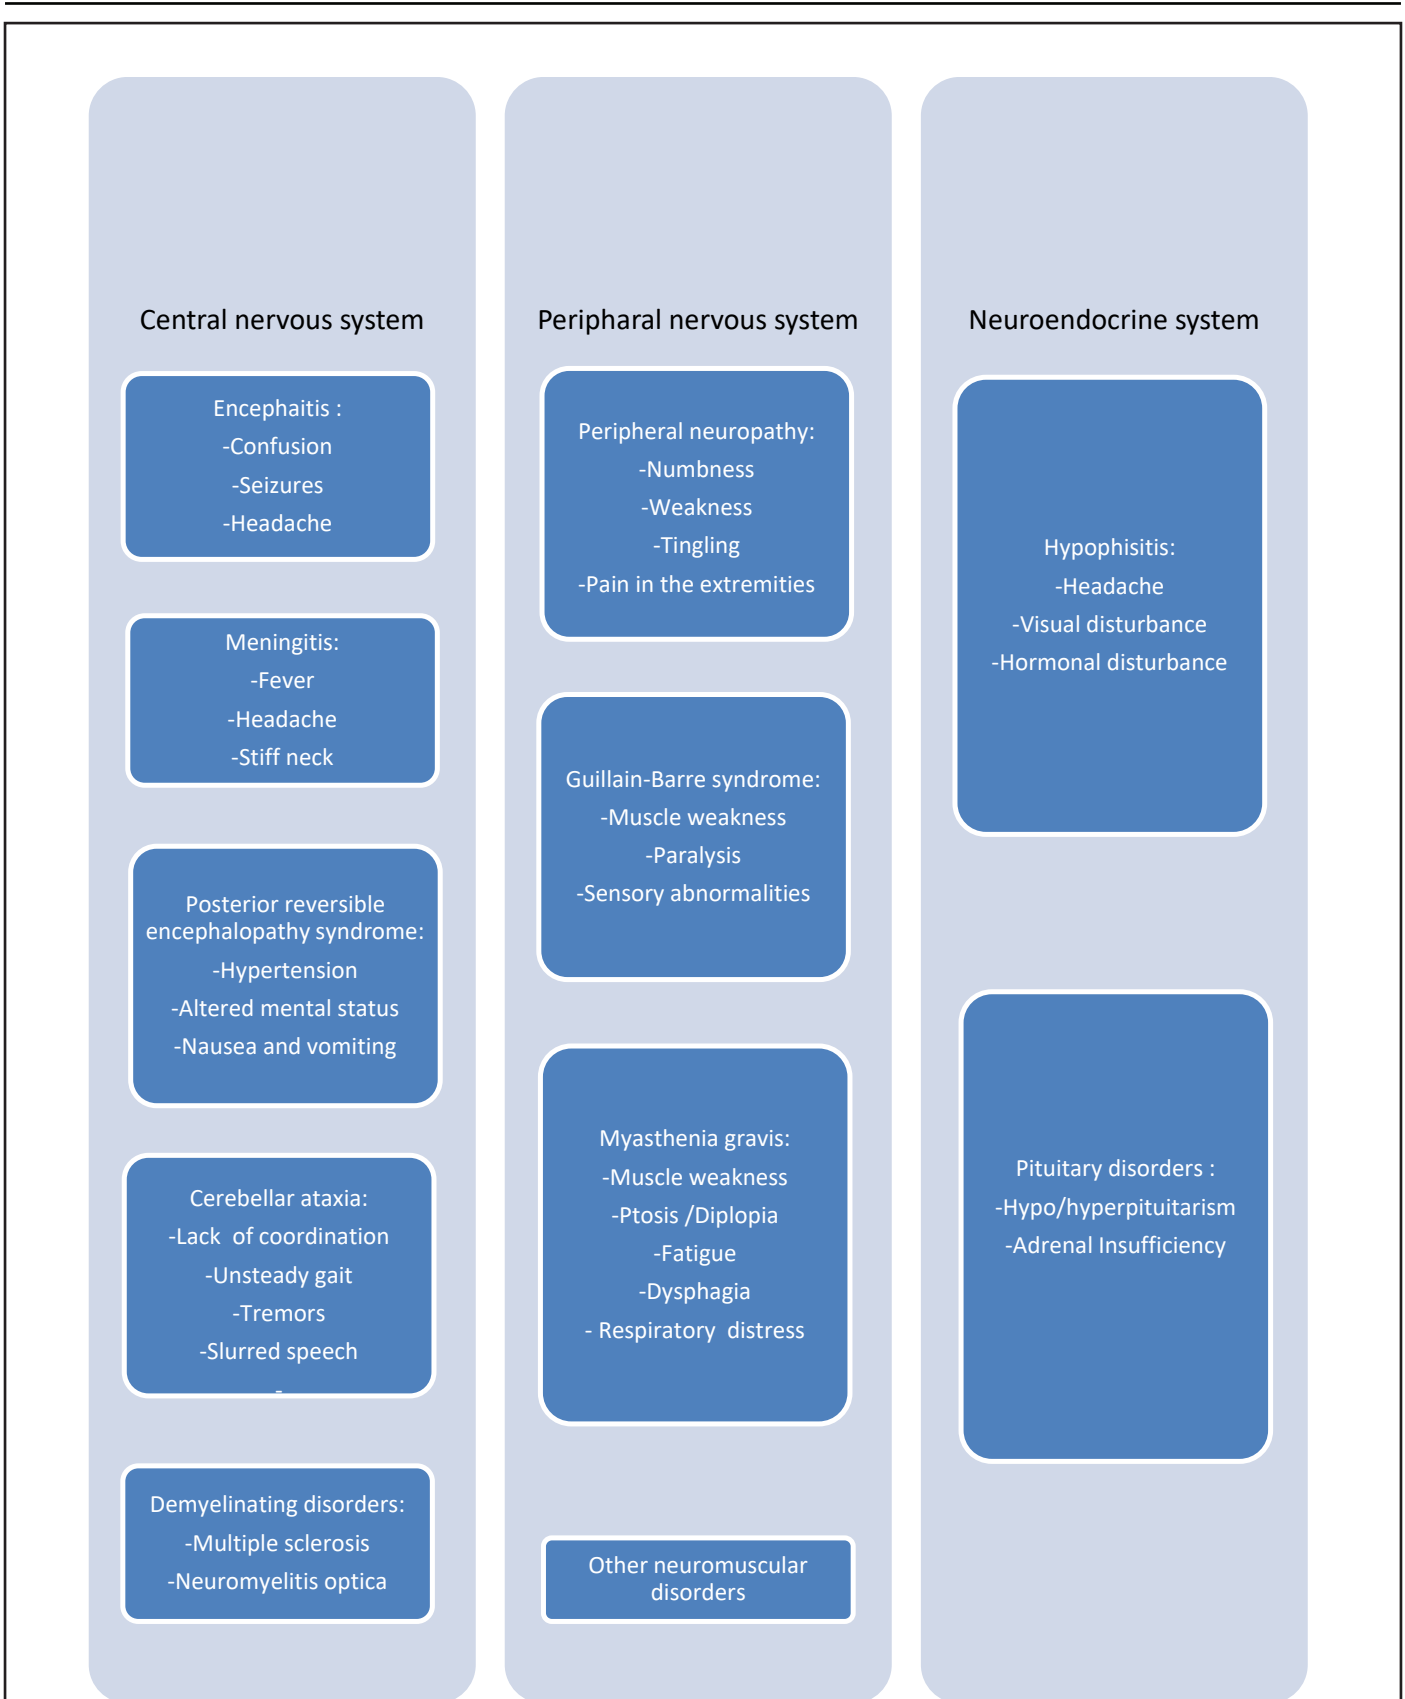 Central nervous system
Encephaitis :
-Confusion
-Seizures
-Headache
Meningitis:
-Fever
-Headache
-Stiff neck
Posterior reversible
encephalopathy syndrome:
-Hypertension
-Altered mental status
-Nausea and vomiting
Cerebellar ataxia:
-Lack  of coordination
-Unsteady gait
-Tremors
-Slurred speech
-
Demyelinating disorders:
-Multiple sclerosis
-Neuromyelitis optica
Peripharal nervous system
Peripheral neuropathy:
-Numbness
-Weakness
-Tingling
-Pain in the extremities
Guillain-Barre syndrome:
-Muscle weakness
-Paralysis
-Sensory abnormalities
Myasthenia gravis:
-Muscle weakness
-Ptosis /Diplopia
-Fatigue
-Dysphagia
- Respiratory  distress
Other neuromuscular
disorders
Neuroendocrine system
Hypophisitis:
-Headache
-Visual disturbance
-Hormonal disturbance
Pituitary disorders :
-Hypo/hyperpituitarism
-Adrenal Insufficiency